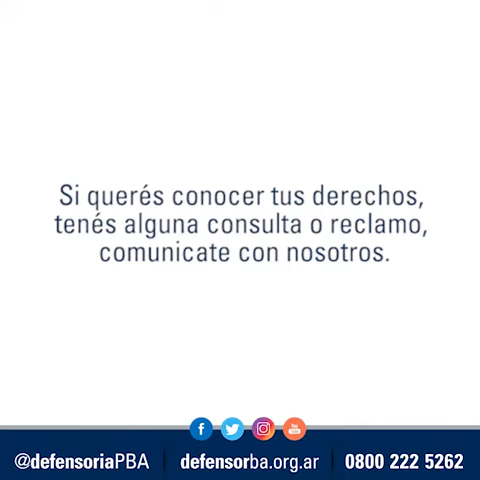 Si querés conocer tus derechos,
tenés alguna consulta o reclamo,
comunicate con nosotros.
@defensoriaPBA | defensorba.org.ar | 0800 222 5262